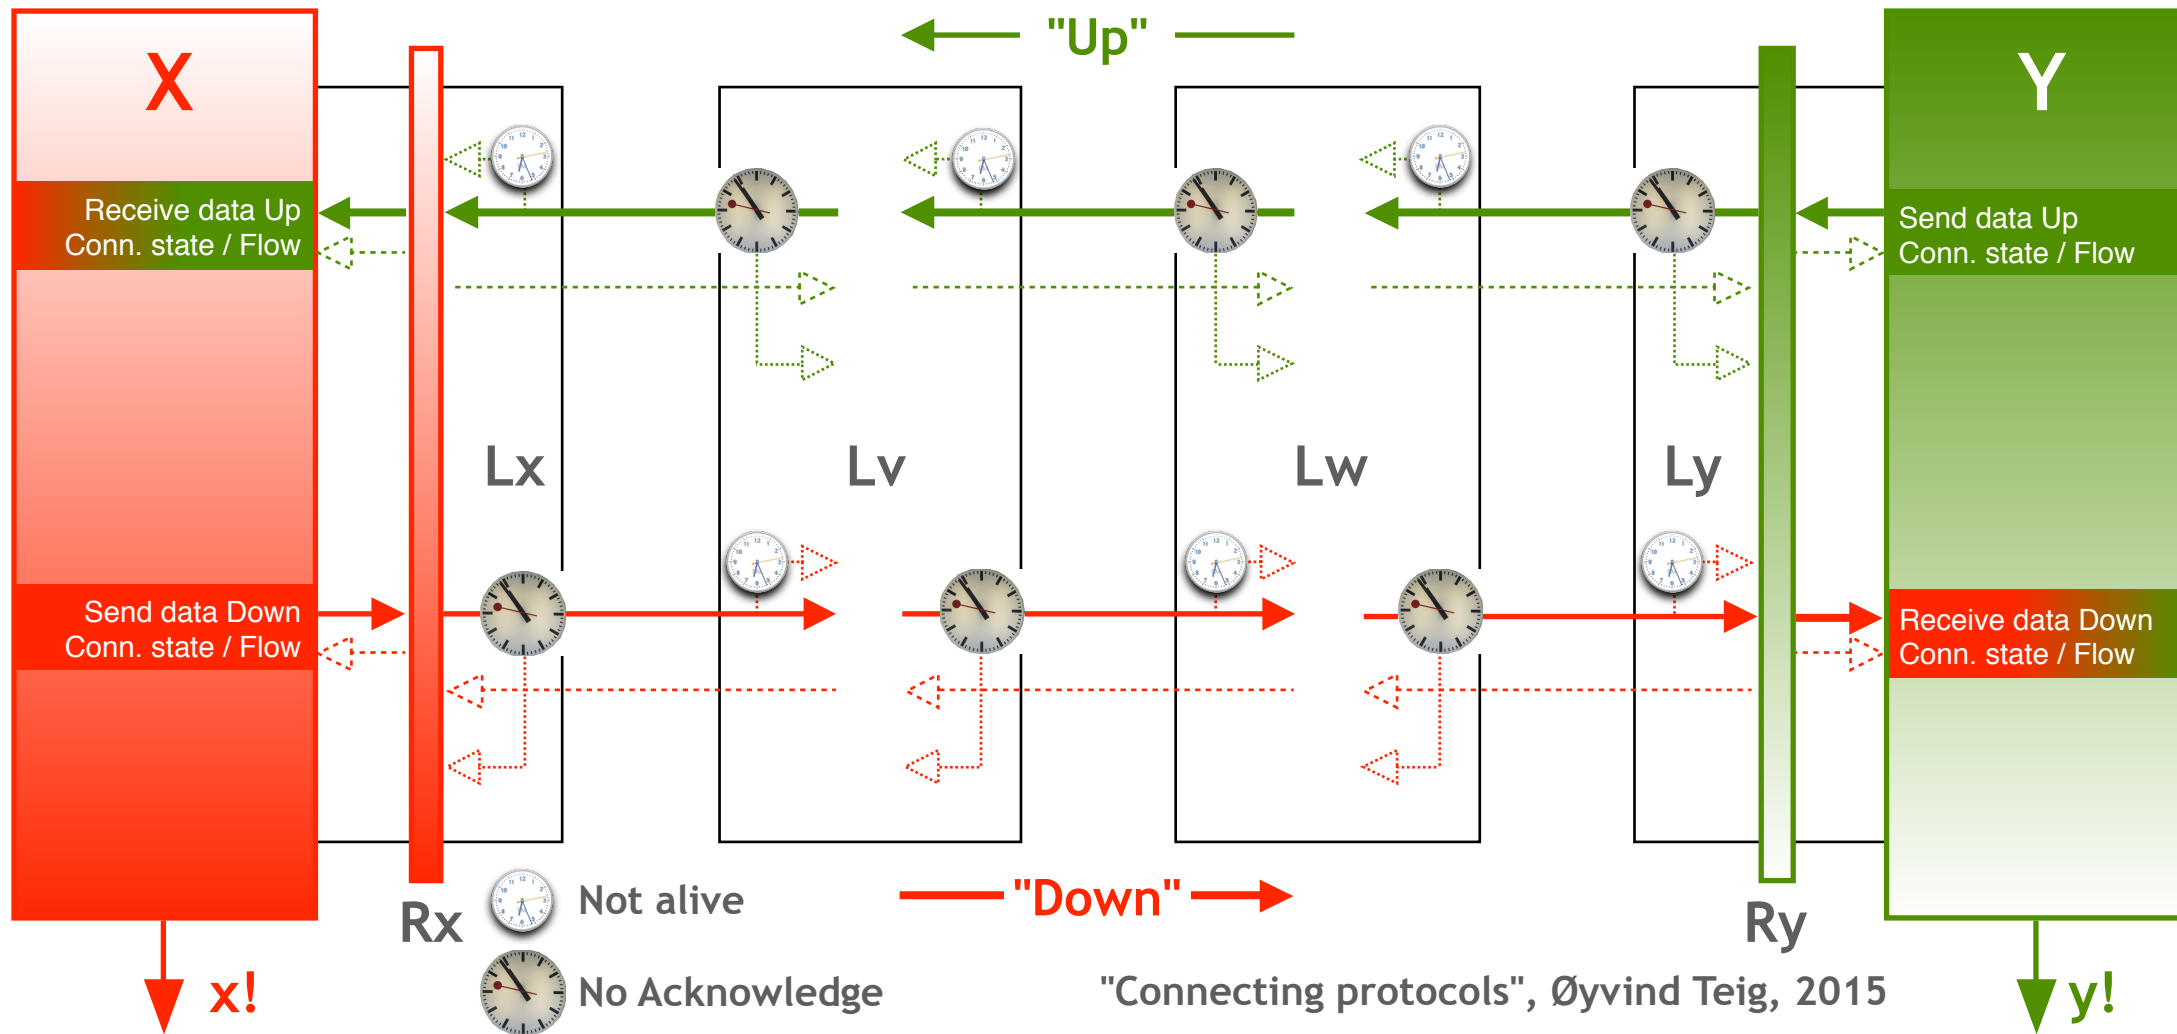 "Up"
X
Y
Receive data Up
Conn. state / Flow
Send data Up
Conn. state / Flow
Lx
Lv
Lw
Ly
Send data Down
Conn. state / Flow
Receive data Down
Conn. state / Flow
Not alive
"Down"
Rx
Ry
No Acknowledge
x!
"Connecting protocols", Øyvind Teig, 2015
y!